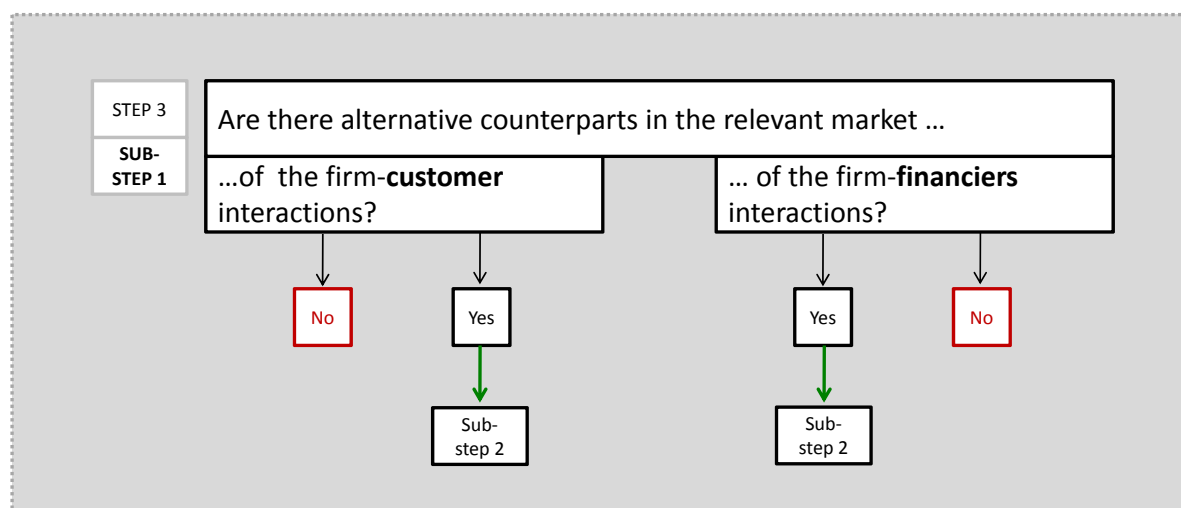 STEP 3
SUB-
STEP 1
Are there alternative counterparts in the relevant market ...
...of the firm-customer
interactions?
... of the firm-financiers
interactions?
No
Yes
Yes
No
Sub-
step 2
Sub-
step 2